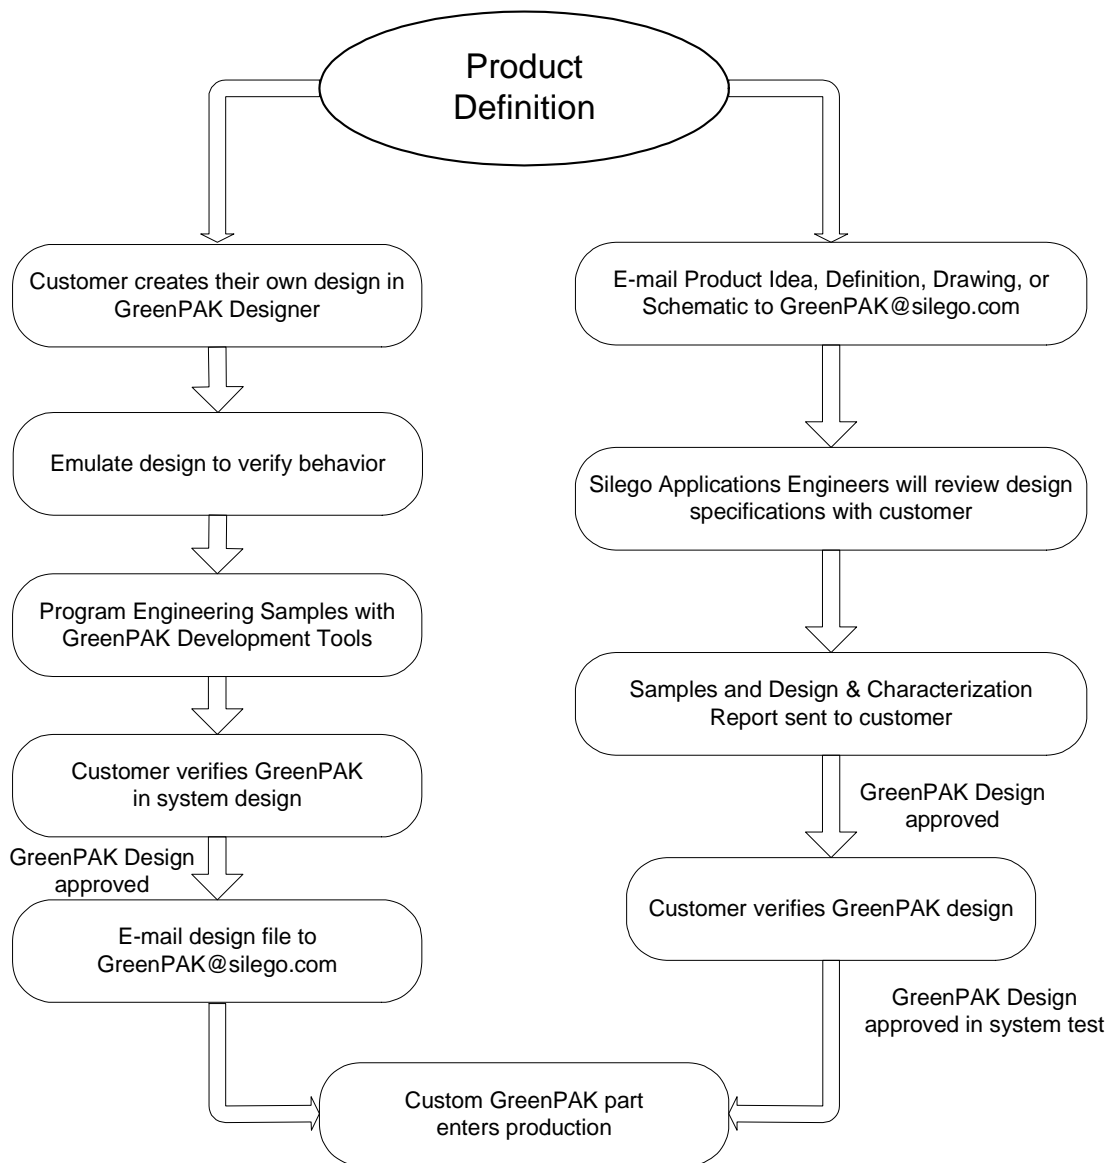 Product
Definition
Customer creates their own design in
GreenPAK Designer
Emulate design to verify behavior
Program Engineering Samples with
GreenPAK Development Tools
Customer verifies GreenPAK
in system design
GreenPAK Design
approved
E-mail design file to
GreenPAK@silego.com
E-mail Product Idea, Definition, Drawing, or
Schematic to GreenPAK@silego.com
Silego Applications Engineers will review design
specifications with customer
Samples and Design & Characterization
Report sent to customer
GreenPAK Design
approved
Customer verifies GreenPAK design
GreenPAK Design
approved in system test
Custom GreenPAK part
enters production